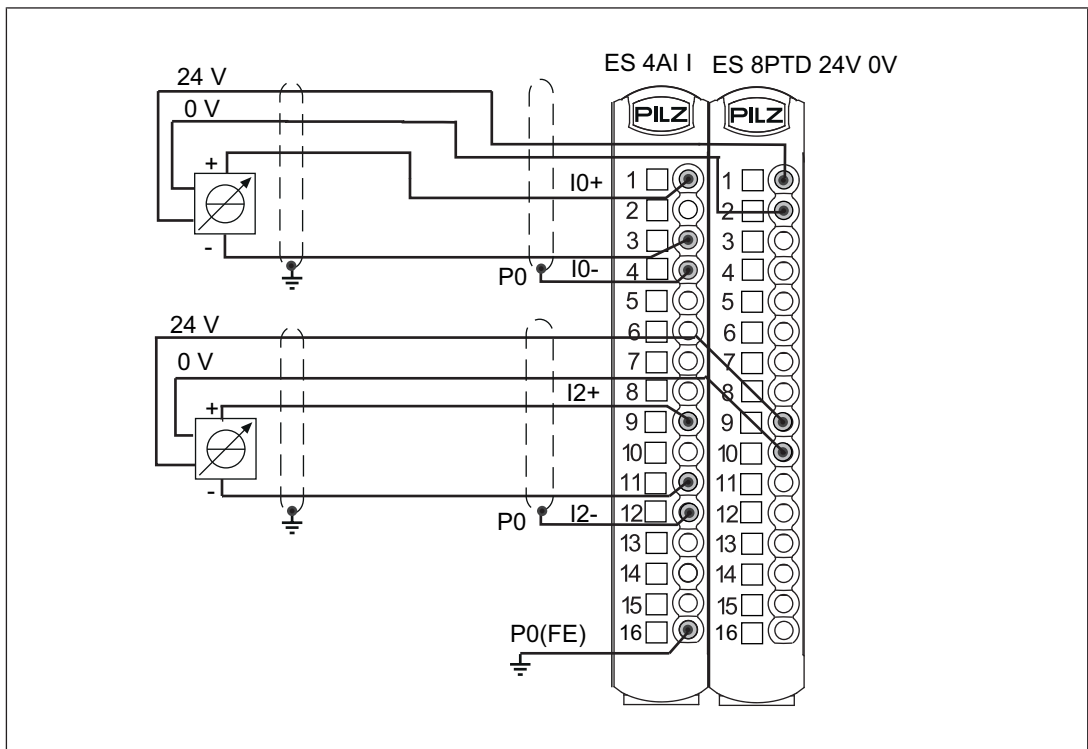 ES 4AI I ES 8PTD 24V 0V
PILZ PILZ
24 V
0 V
+
-
I0+
I0-
P0
24 V
0 V
+
-
I2+
I2-
P0
P0(FE)
1 1
2 2
3 3
4 4
5 5
6 6
7 7
8 8
9 9
10 10
11 11
12 12
13 13
14 14
15 15
16 16